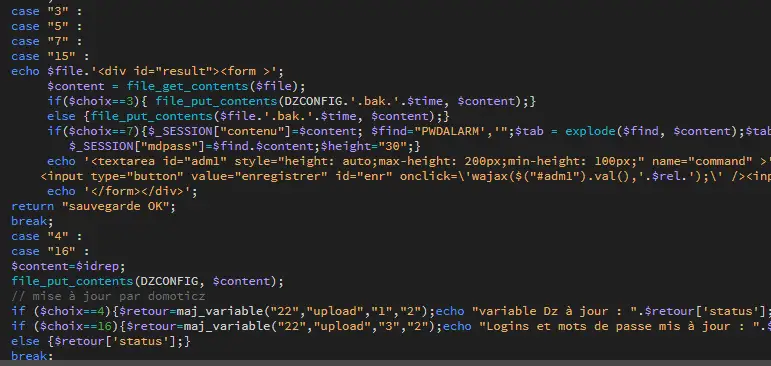 case "3" :
case "5" :
case "7" :
case "15" :
echo $file.'<div id="result"><form >';
$content = file_get_contents($file);
if($choix==3){ file_put_contents(DZCONFIG.'.bak.'.$time, $content);}
else {file_put_contents($file.'.bak.'.$time, $content);}
if($choix==7){$_SESSION["contenu"]=$content; $find="PWDALARM','";$tab = explode($find, $content);$tab
$_SESSION["mdpass"]=$find.$content;$height="30";}
echo '<textarea id="adm1" style="height: auto;max-height: 200px;min-height: 100px;" name="command" >'
<input type="button" value="enregistrer" id="enr" onclick=\'wajax($("#adm1").val(),'.$rel.');\' /><inp
echo '</form></div>';
return "sauvegarde OK";
break;
case "4" :
case "16" :
$content=$idrep;
file_put_contents(DZCONFIG, $content);
// mise à jour par domoticz
if ($choix==4){$retour=maj_variable("22","upload","1","2");echo "variable Dz à jour : ".$retour['status'];
if ($choix==16){$retour=maj_variable("22","upload","3","2");echo "Logins et mots de passe mis à jour : ".$
else {$retour['status'];}
break;